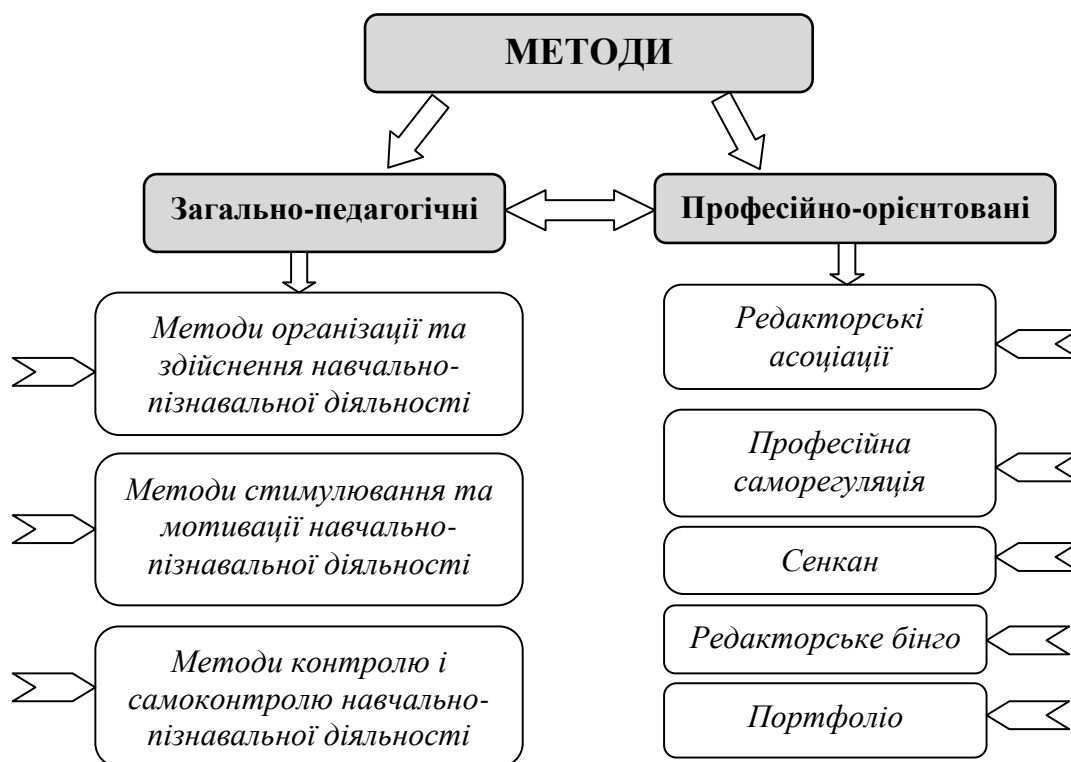 МЕТОДИ
Загально-педагогічні
Професійно-орієнтовані
Методи організації та
здійснення навчально-
пізнавальної діяльності
Методи стимулювання та
мотивації навчально-
пізнавальної діяльності
Методи контролю і
самоконтролю навчально-
пізнавальної діяльності
Редакторські
асоціації
Професійна
саморегуляція
Сенкан
Редакторське бінго
Портфоліо